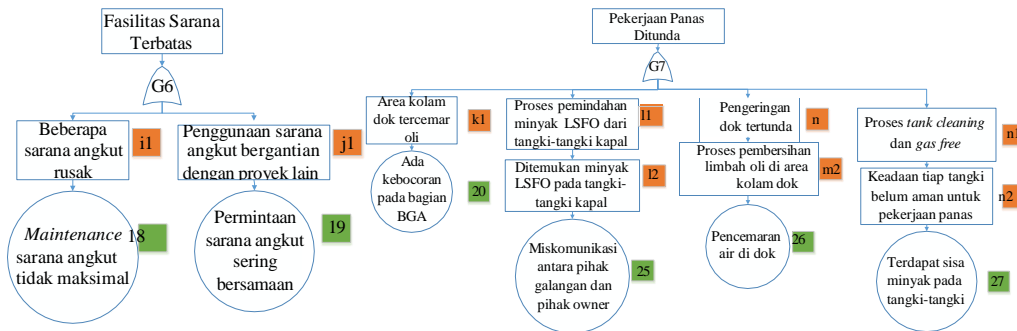 Fasilitas Sarana
Terbatas
G6
Beberapa
sarana angkut
rusak
i1
Penggunaan sarana
angkut bergantian
dengan proyek lain
j1
Maintenance
sarana angkut
tidak maksimal
18
Permintaan
sarana angkut
sering
bersamaan
19
Pekerjaan Panas
Ditunda
G7
Area kolam
dok tercemar
oli
k1
Ada
kebocoran
pada bagian
BGA
20
Proses pemindahan
minyak LSFO dari
tangki-tangki kapal
l1
Ditemukan minyak
LSFO pada tangki-
tangki kapal
l2
Miskomunikasi
antara pihak
galangan dan
pihak owner
25
Pengeringan
dok tertunda
n
Proses pembersihan
limbah oli di area
kolam dok
m2
Pencemaran
air di dok
26
Proses tank cleaning
dan gas free
n1
Keadaan tiap tangki
belum aman untuk
pekerjaan panas
n2
Terdapat sisa
minyak pada
tangki-tangki
27